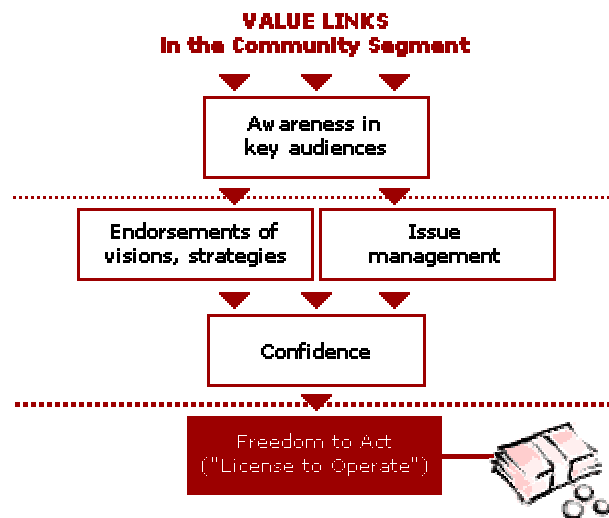 VALUE LINKS
in the Community Segment
Awareness in
key audiences
Endorsements of
visions, strategies
Issue
management
Confidence
Freedom to Act
("License to Operate")